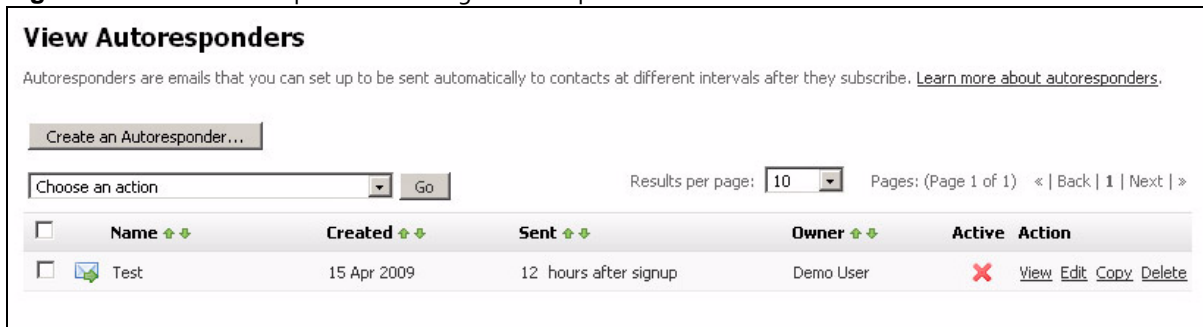 View Autoresponders
Autoresponders are emails that you can set up to be sent automatically to contacts at different intervals after they subscribe. Learn more about autoresponders.
Create an Autoresponder...
Choose an action Go Results per page: 10 Pages: (Page 1 of 1) « | Back | 1 | Next | »
Name Created Sent Owner Active Action
Test 15 Apr 2009 12 hours after signup Demo User View Edit Copy Delete